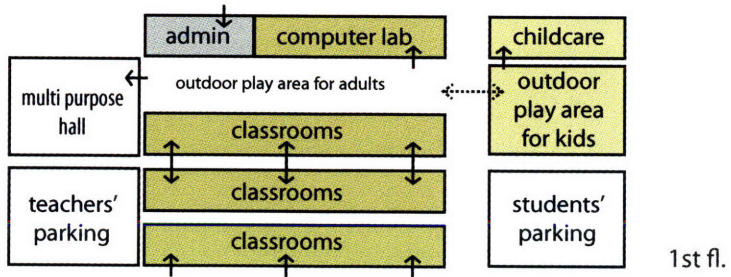 admin
computer lab
childcare
multi purpose
hall
outdoor play area for adults
outdoor
play area
for kids
classrooms
teachers'
parking
classrooms
classrooms
students'
parking
1st fl.